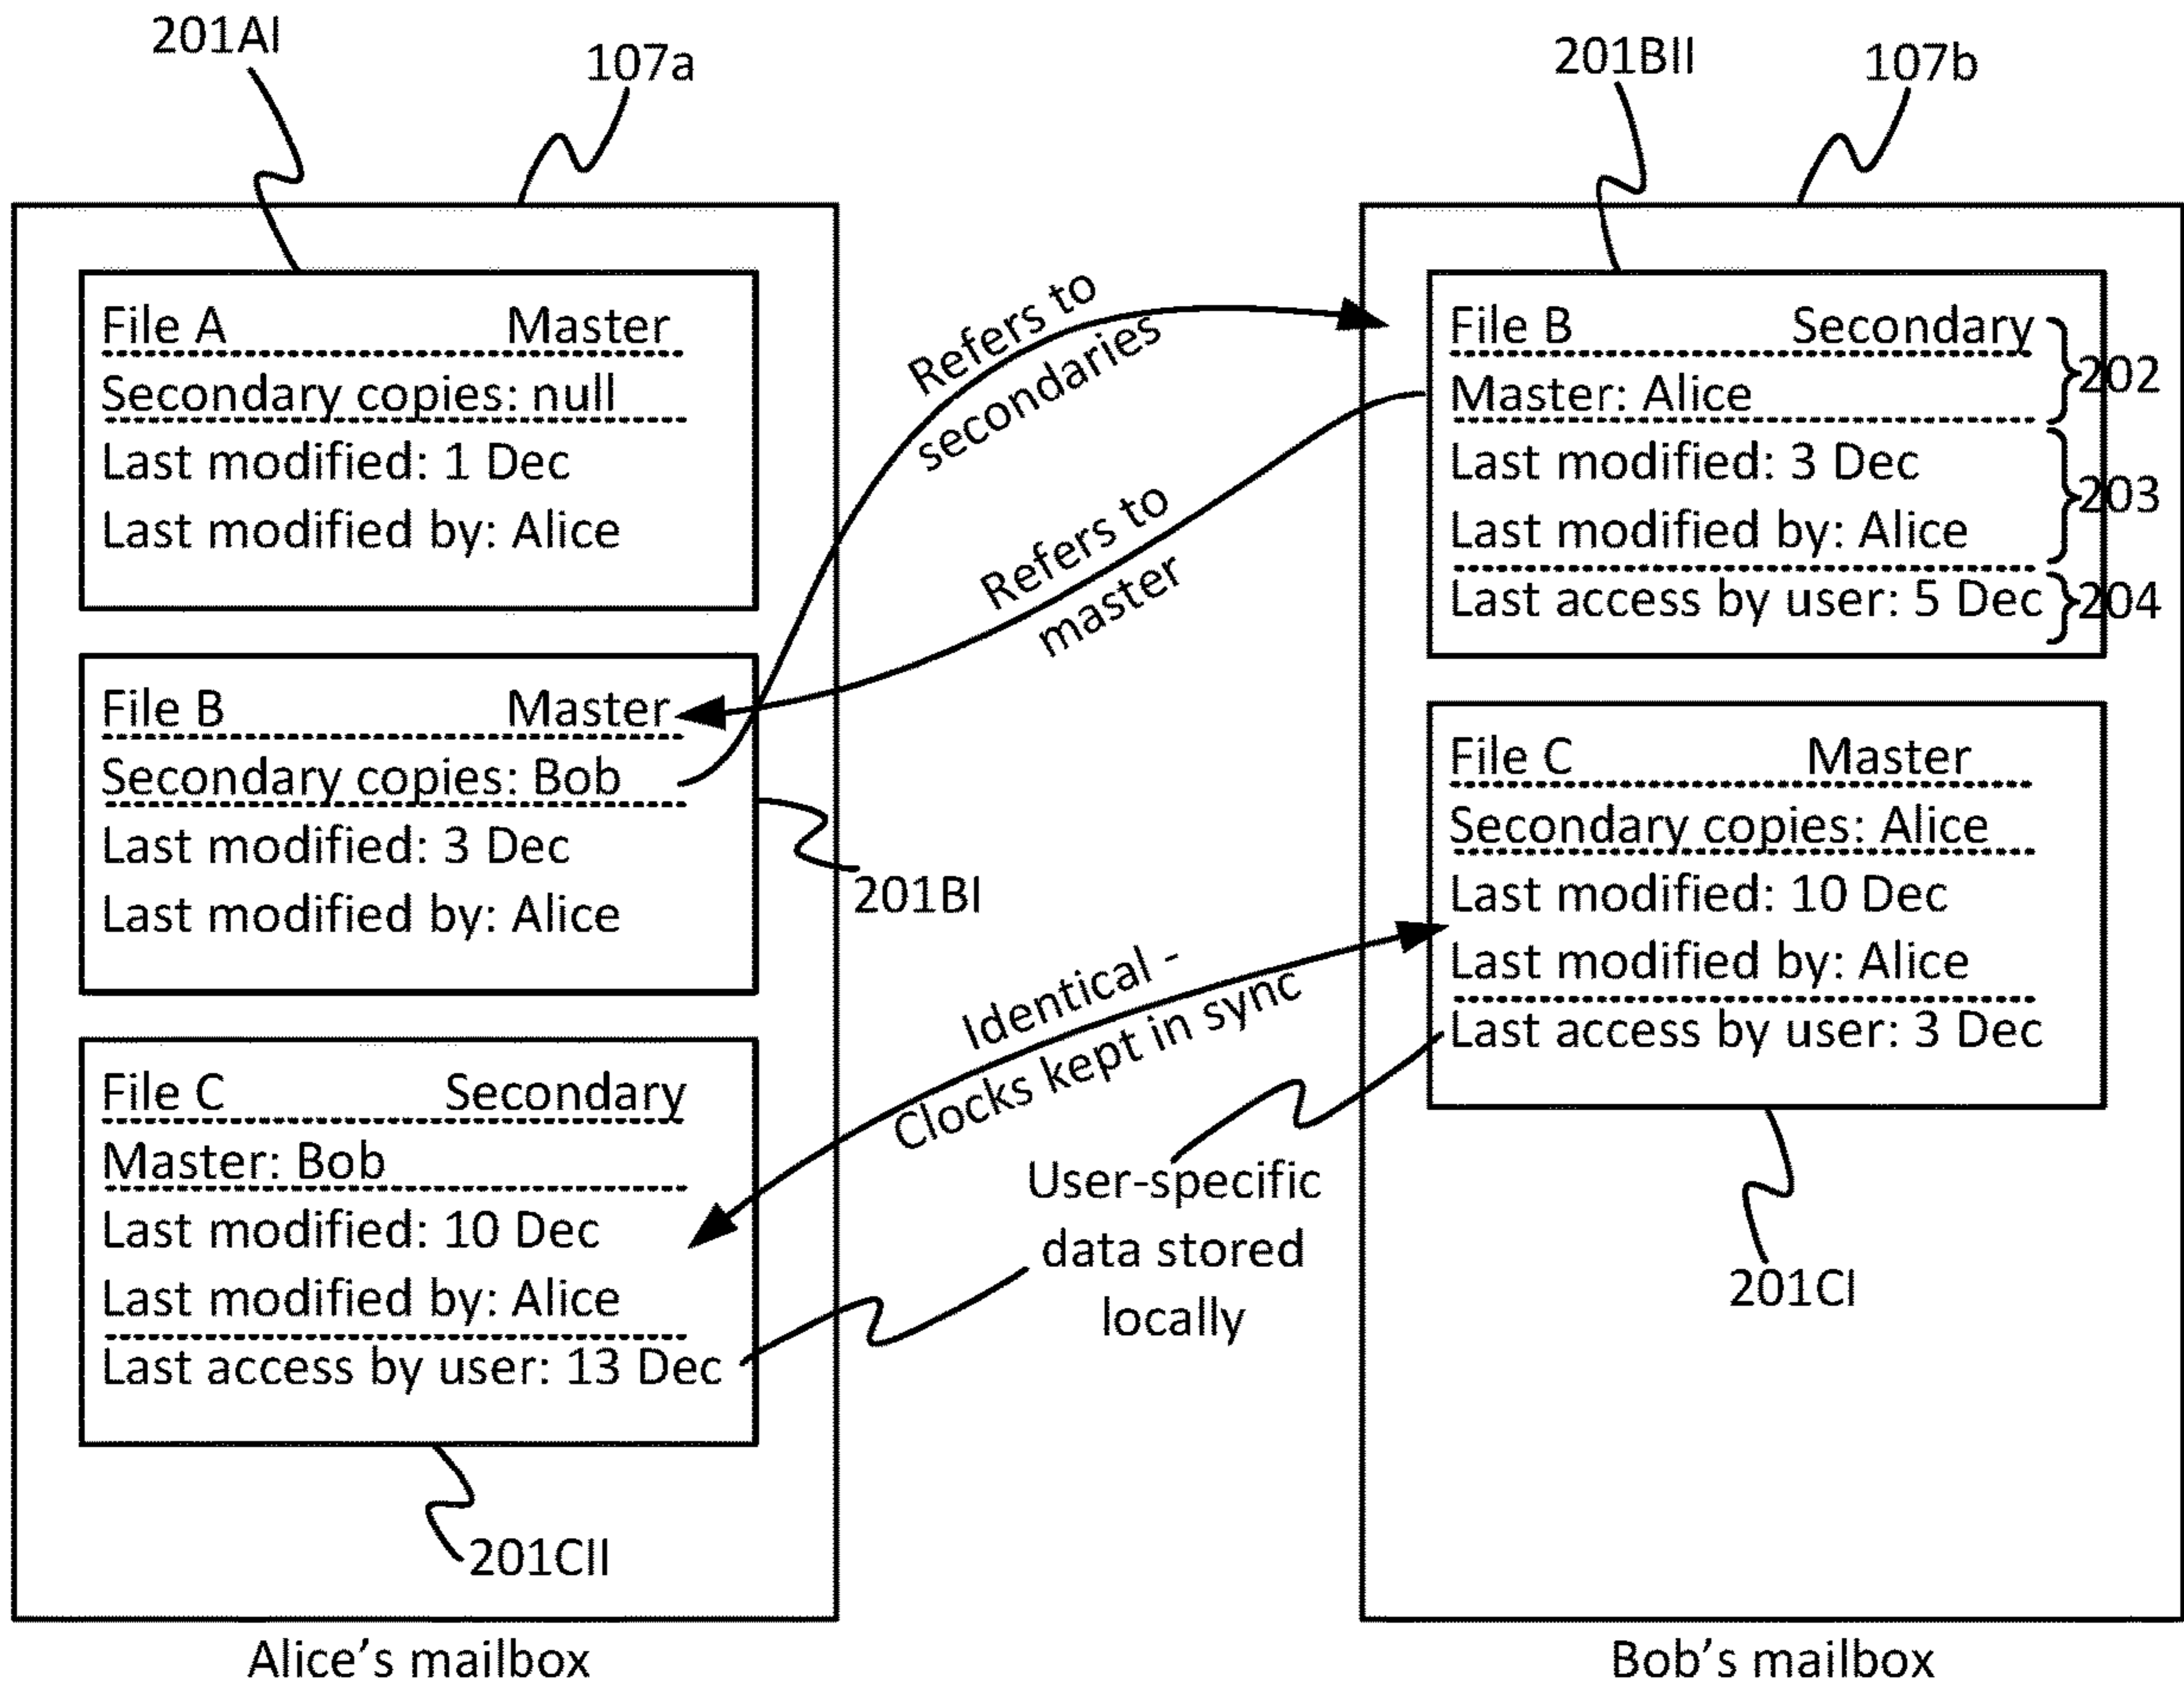 201AI
107a
201BII
107b
File A Master
Secondary copies: null
Last modified: 1 Dec
Last modified by: Alice
File B Master
Secondary copies: Bob
Last modified: 3 Dec
Last modified by: Alice
201BI
File C Secondary
Master: Bob
Last modified: 10 Dec
Last modified by: Alice
Last access by user: 13 Dec
201CII
Alice's mailbox
Refers to
secondaries
Refers to
master
Identical -
Clocks kept in sync
User-specific
data stored
locally
File B Secondary
Master: Alice
202
Last modified: 3 Dec
Last modified by: Alice
203
Last access by user: 5 Dec
204
File C Master
Secondary copies: Alice
Last modified: 10 Dec
Last modified by: Alice
Last access by user: 3 Dec
201CI
Bob's mailbox